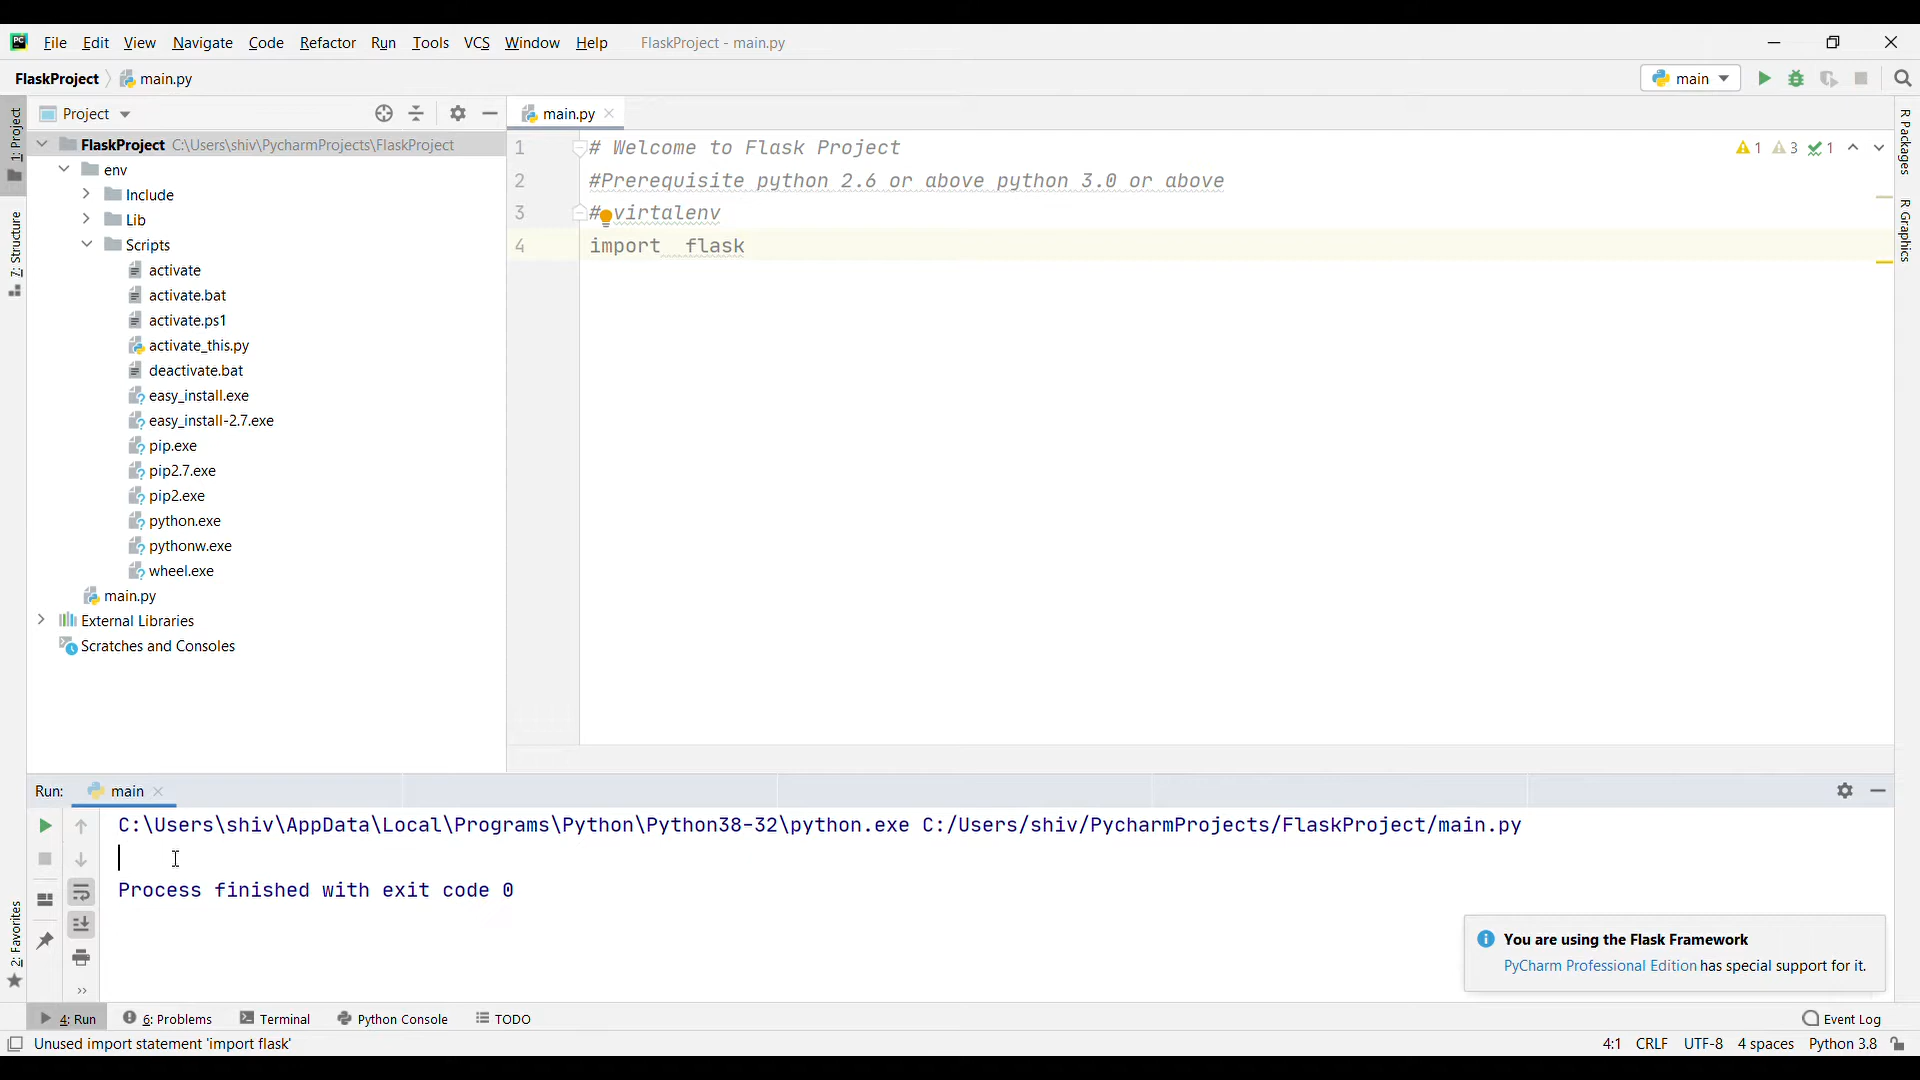 PC File Edit View Navigate Code Refactor Run Tools VCS Window Help FlaskProject - main.py
FlaskProject main.py main
1: Project
7: Structure
2: Favorites
Project
FlaskProject C:\Users\shiv\PycharmProjects\FlaskProject
env
Include
Lib
Scripts
activate
activate.bat
activate.ps1
activate_this.py
deactivate.bat
easy_install.exe
easy_install-2.7.exe
pip.exe
pip2.7.exe
pip2.exe
python.exe
pythonw.exe
wheel.exe
main.py
External Libraries
Scratches and Consoles
main.py
1 # Welcome to Flask Project
2 #Prerequisite python 2.6 or above python 3.0 or above
3 # virtalenv
4 import  flask
1 3 1
R Packages
R Graphics
Run: main
C:\Users\shiv\AppData\Local\Programs\Python\Python38-32\python.exe C:/Users/shiv/PycharmProjects/FlaskProject/main.py
Process finished with exit code 0
You are using the Flask Framework
PyCharm Professional Edition has special support for it.
4: Run 6: Problems Terminal Python Console TODO Event Log
Unused import statement 'import flask' 4:1 CRLF UTF-8 4 spaces Python 3.8